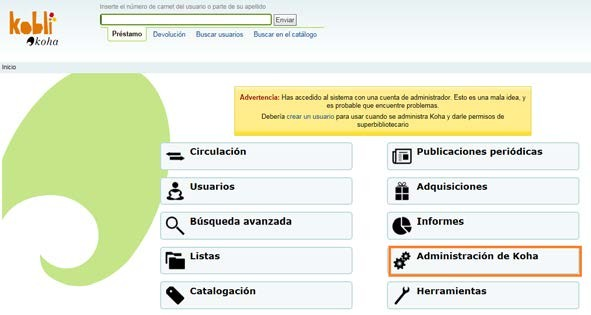 Inserte el número de carnet del usuario o parte de su apellido
kobli
koha
Enviar
Préstamo Devolución Buscar usuarios Buscar en el catálogo
Inicio
Advertencia: Has accedido al sistema con una cuenta de administrador. Esto es una mala idea, y
es probable que encuentre problemas.
Debería crear un usuario para usar cuando se administra Koha y darle permisos de
superbibliotecario
Circulación
Publicaciones periódicas
Usuarios
Adquisiciones
Búsqueda avanzada
Informes
Listas
Administración de Koha
Catalogación
Herramientas